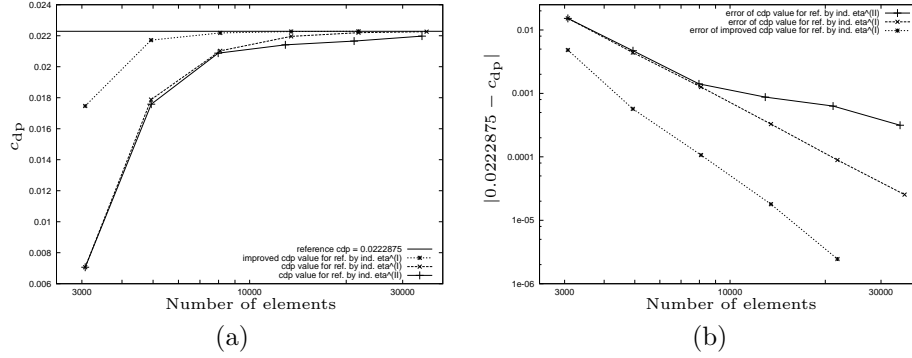 0.024
0.022
0.02
0.018
0.016
0.014
0.012
0.01
0.008
0.006
c_dp
reference cdp = 0.0222875
improved cdp value for ref. by ind. eta^(I)
cdp value for ref. by ind. eta^(I)
cdp value for ref. by ind. eta^(II)
3000 10000 30000
Number of elements
(a)
error of cdp value for ref. by ind. eta^(II)
error of cdp value for ref. by ind. eta^(I)
error of improved cdp value for ref. by ind. eta^(I)
0.01
0.001
0.0001
1e-05
1e-06
|0.0222875 − c_dp|
3000 10000 30000
Number of elements
(b)